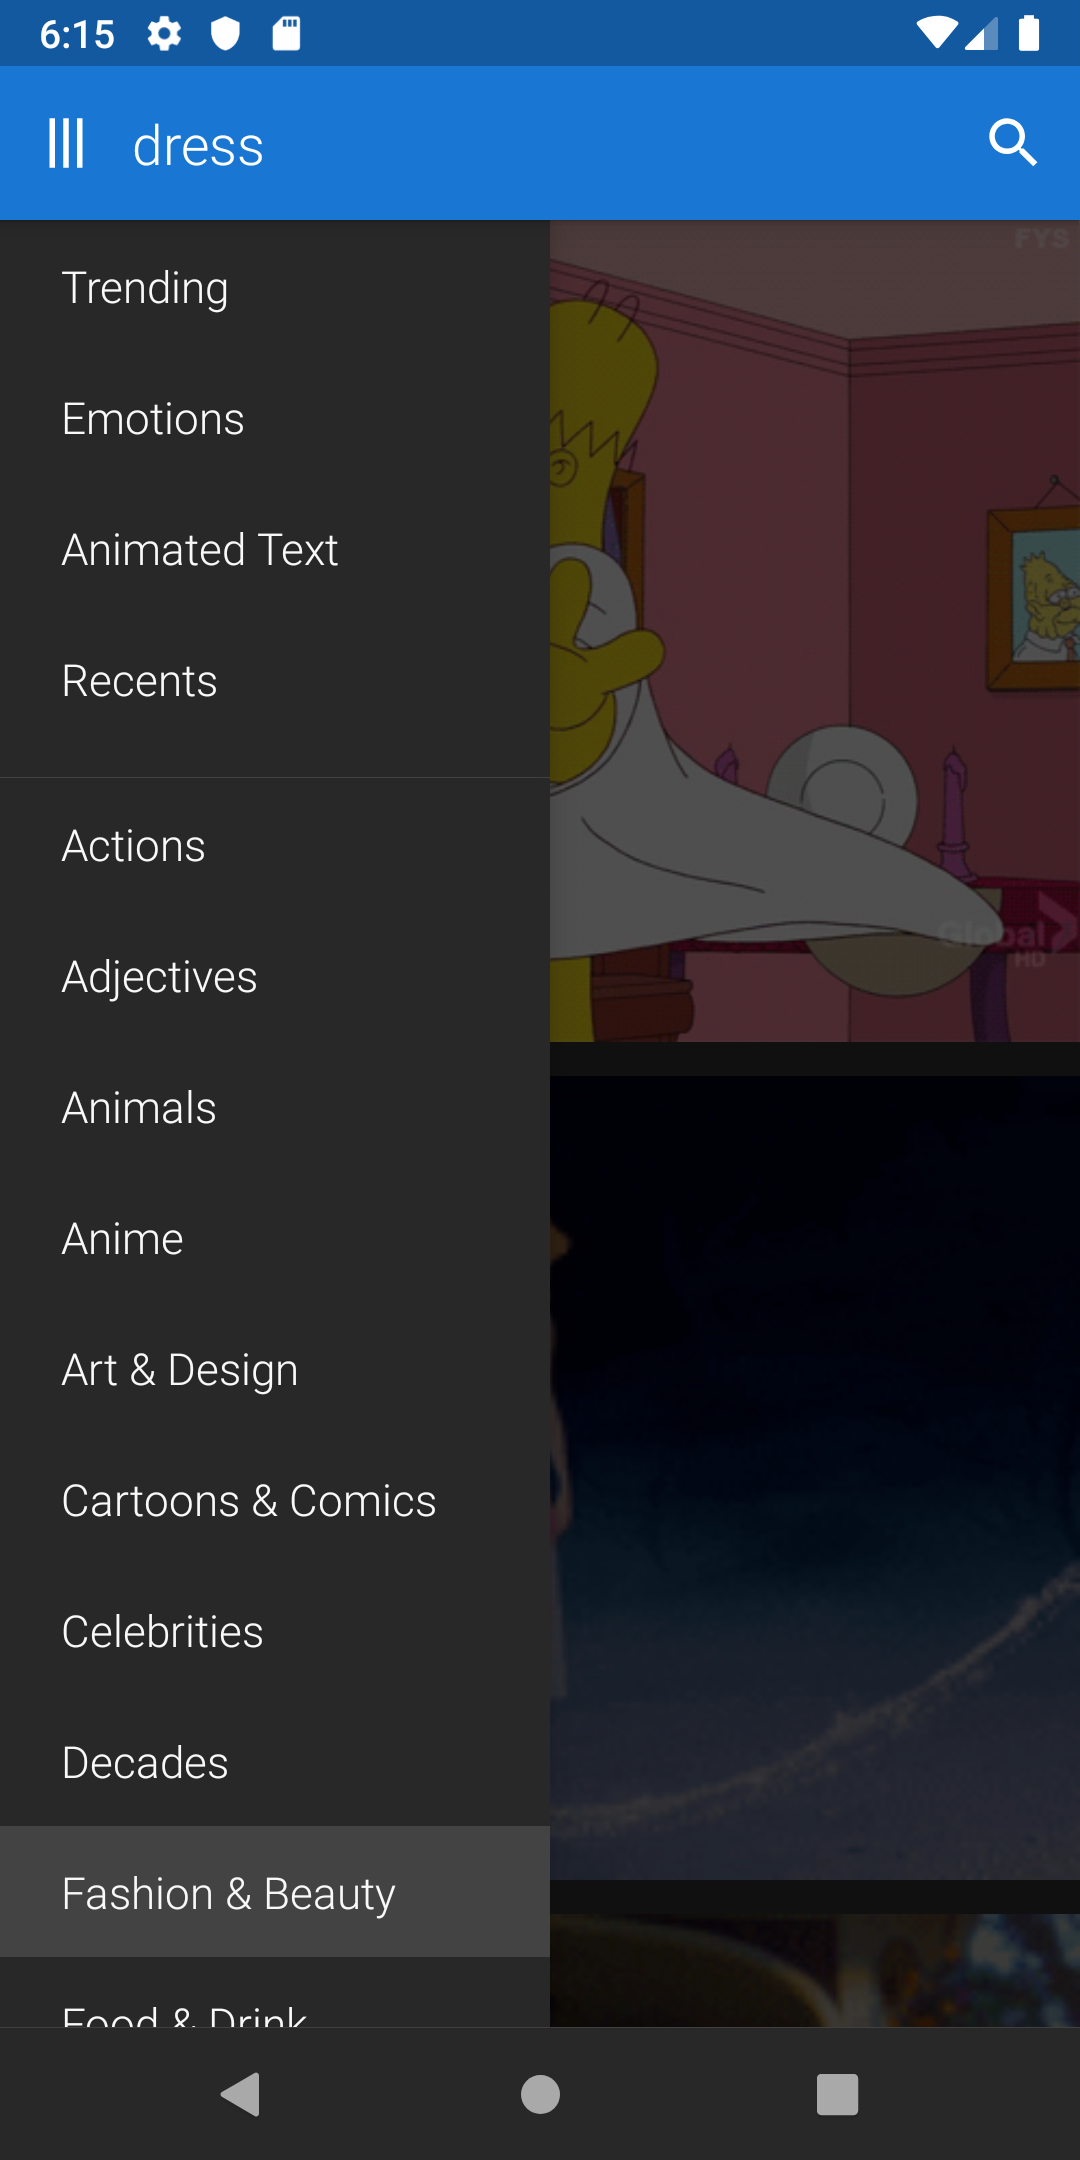 6:15
dress
Trending
Emotions
Animated Text
Recents
Actions
Adjectives
Animals
Anime
Art & Design
Cartoons & Comics
Celebrities
Decades
Fashion & Beauty
Food & Drink
FYS
Global
HD